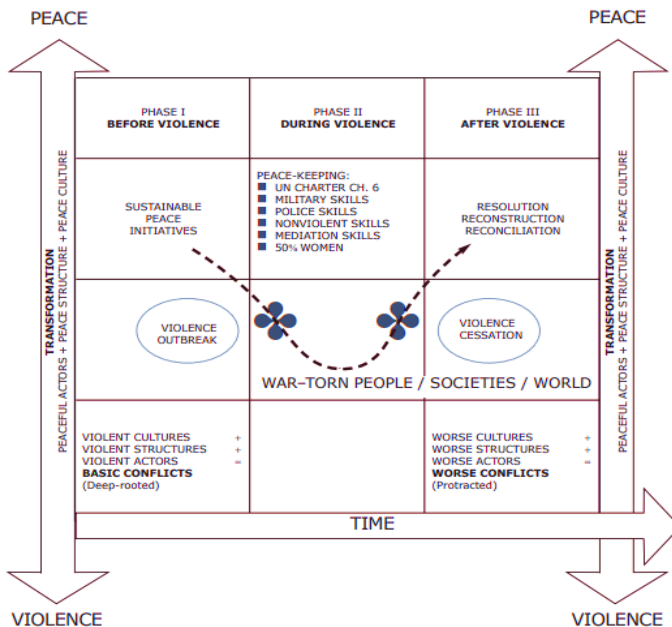 PEACE
PEACE
PHASE I
BEFORE VIOLENCE
PHASE II
DURING VIOLENCE
PHASE III
AFTER VIOLENCE
SUSTAINABLE
PEACE
INITIATIVES
PEACE-KEEPING:
UN CHARTER CH. 6
MILITARY SKILLS
POLICE SKILLS
NONVIOLENT SKILLS
MEDIATION SKILLS
50% WOMEN
RESOLUTION
RECONSTRUCTION
RECONCILIATION
TRANSFORMATION
PEACEFUL ACTORS + PEACE STRUCTURE + PEACE CULTURE
TRANSFORMATION
PEACEFUL ACTORS + PEACE STRUCTURE + PEACE CULTURE
VIOLENCE
OUTBREAK
VIOLENCE
CESSATION
WAR–TORN PEOPLE / SOCIETIES / WORLD
VIOLENT CULTURES +
VIOLENT STRUCTURES +
VIOLENT ACTORS =
BASIC CONFLICTS
(Deep-rooted)
WORSE CULTURES +
WORSE STRUCTURES +
WORSE ACTORS =
WORSE CONFLICTS
(Protracted)
TIME
VIOLENCE
VIOLENCE